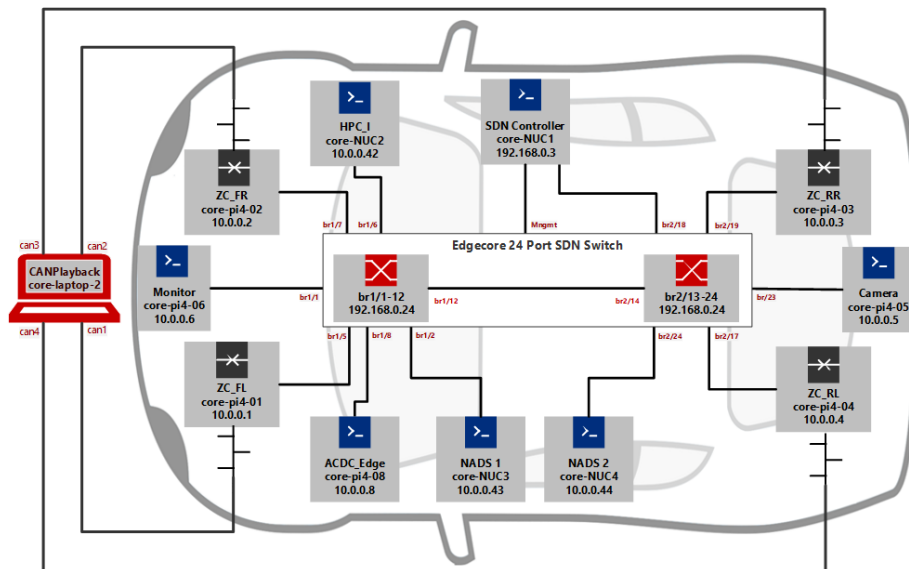 HPC_I
core-NUC2
10.0.0.42
SDN Controller
core-NUC1
192.168.0.3
ZC_FR
core-pi4-02
10.0.0.2
ZC_RR
core-pi4-03
10.0.0.3
br1/7
br1/6
Mngmt
br2/18
br2/19
can3
can2
Edgecore 24 Port SDN Switch
CANPlayback
core-laptop-2
Monitor
core-pi4-06
10.0.0.6
br1/1
br1/1-12
192.168.0.24
br1/12
br2/14
br2/13-24
192.168.0.24
br/23
Camera
core-pi4-05
10.0.0.5
can4
can1
br1/5
br1/8
br1/2
br2/24
br2/17
ZC_FL
core-pi4-01
10.0.0.1
ZC_RL
core-pi4-04
10.0.0.4
ACDC_Edge
core-pi4-08
10.0.0.8
NADS 1
core-NUC3
10.0.0.43
NADS 2
core-NUC4
10.0.0.44